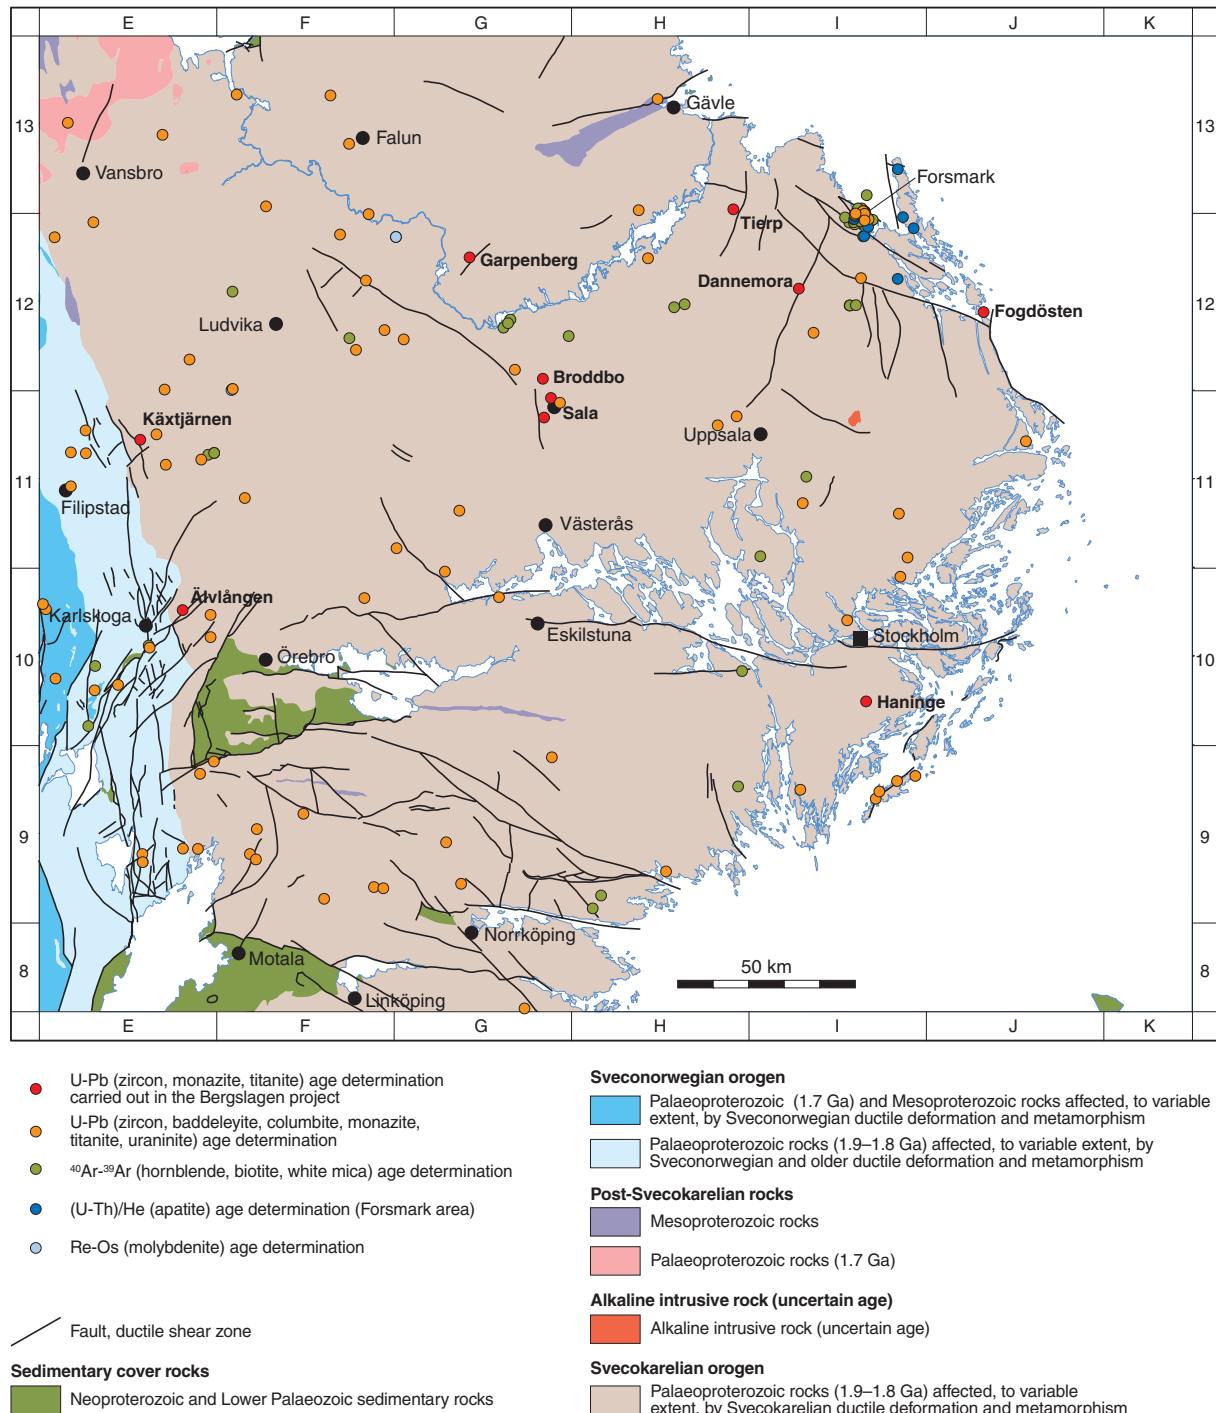 E F G H I J K
13 13
Gävle
Falun
Vansbro
Forsmark
Tierp
Garpenberg
Dannemora
12 12
Fogdösten
Ludvika
Broddbo
Käxtjärnen
Sala
Uppsala
11 11
Filipstad
Västerås
Älvlången
Karlskoga
Eskilstuna
Stockholm
10 10
Örebro
Haninge
9 9
Norrköping
Motala
50 km
8 8
Linköping
E F G H I J K
U-Pb (zircon, monazite, titanite) age determination
carried out in the Bergslagen project
U-Pb (zircon, baddeleyite, columbite, monazite,
titanite, uraninite) age determination
⁴⁰Ar-³⁹Ar (hornblende, biotite, white mica) age determination
(U-Th)/He (apatite) age determination (Forsmark area)
Re-Os (molybdenite) age determination
Fault, ductile shear zone
Sedimentary cover rocks
Neoproterozoic and Lower Palaeozoic sedimentary rocks
Sveconorwegian orogen
Palaeoproterozoic (1.7 Ga) and Mesoproterozoic rocks affected, to variable
extent, by Sveconorwegian ductile deformation and metamorphism
Palaeoproterozoic rocks (1.9–1.8 Ga) affected, to variable extent, by
Sveconorwegian and older ductile deformation and metamorphism
Post-Svecokarelian rocks
Mesoproterozoic rocks
Palaeoproterozoic rocks (1.7 Ga)
Alkaline intrusive rock (uncertain age)
Alkaline intrusive rock (uncertain age)
Svecokarelian orogen
Palaeoproterozoic rocks (1.9–1.8 Ga) affected, to variable
extent, by Svecokarelian ductile deformation and metamorphism